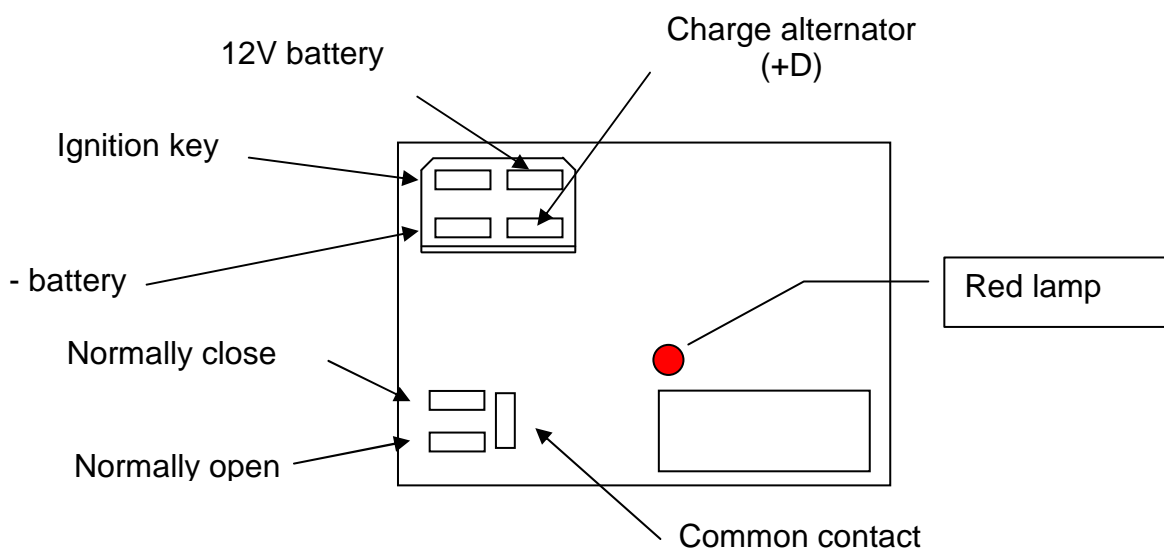 Charge alternator
(+D)
12V battery
Ignition key
- battery
Red lamp
Normally close
Normally open
Common contact